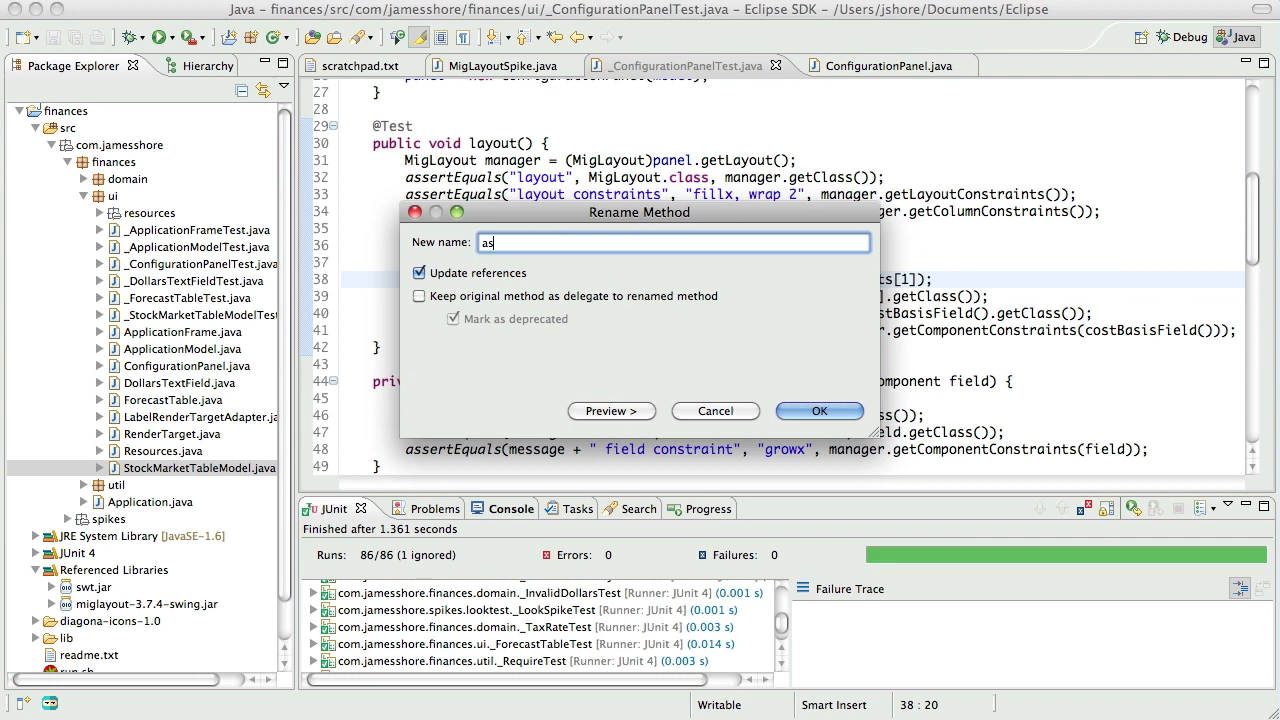 Java – finances/src/com/jamesshore/finances/ui/_ConfigurationPanelTest.java – Eclipse SDK – /Users/jshore/Documents/Eclipse
Debug
Java
Package Explorer
Hierarchy
finances
src
com.jamesshore
finances
domain
ui
resources
_ApplicationFrameTest.java
_ApplicationModelTest.java
_ConfigurationPanelTest.java
_DollarsTextFieldTest.java
_ForecastTableTest.java
_StockMarketTableModelTest
ApplicationFrame.java
ApplicationModel.java
ConfigurationPanel.java
DollarsTextField.java
ForecastTable.java
LabelRenderTargetAdapter.ja
RenderTarget.java
Resources.java
StockMarketTableModel.java
util
Application.java
spikes
JRE System Library [JavaSE-1.6]
JUnit 4
Referenced Libraries
swt.jar
miglayout-3.7.4-swing.jar
diagona-icons-1.0
lib
readme.txt
run.sh
scratchpad.txt
MigLayoutSpike.java
_ConfigurationPanelTest.java
ConfigurationPanel.java
27 }
28
29 @Test
30 public void layout() {
31 MigLayout manager = (MigLayout)panel.getLayout();
32 assertEquals("layout", MigLayout.class, manager.getClass());
33 assertEquals("layout constraints", "fillx, wrap 2", manager.getLayoutConstraints());
34 r.getColumnConstraints());
35
36
37
38 ts[1]);
39 ].getClass());
40 stBasisField().getClass());
41 .getComponentConstraints(costBasisField()));
42 }
43
44 priv omponent field) {
45
46 ());
47 ld.getClass());
48 assertEquals(message + " field constraint", "growx", manager.getComponentConstraints(field));
49 }
Rename Method
New name: as
Update references
Keep original method as delegate to renamed method
Mark as deprecated
Preview >
Cancel
OK
JUnit
Problems
Console
Tasks
Search
Progress
Finished after 1.361 seconds
Runs: 86/86 (1 ignored)
Errors: 0
Failures: 0
com.jamesshore.finances.domain._InvalidDollarsTest [Runner: JUnit 4] (0.001 s)
com.jamesshore.spikes.looktest._LookSpikeTest [Runner: JUnit 4] (0.001 s)
com.jamesshore.finances.domain._TaxRateTest [Runner: JUnit 4] (0.003 s)
com.jamesshore.finances.ui._ForecastTableTest [Runner: JUnit 4] (0.014 s)
com.jamesshore.finances.util._RequireTest [Runner: JUnit 4] (0.003 s)
Failure Trace
Writable
Smart Insert
38 : 20